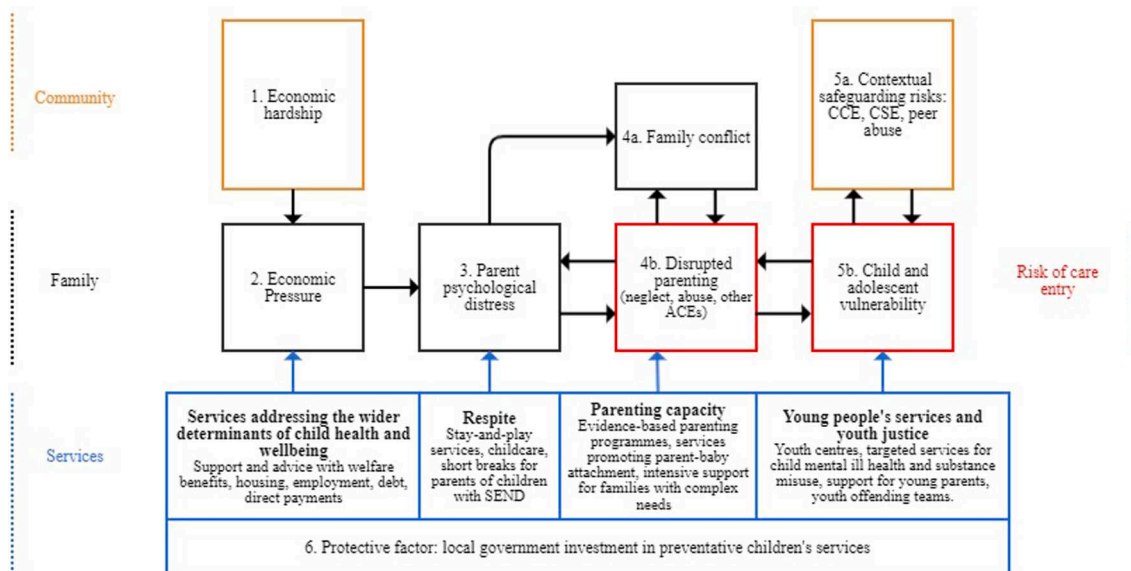 Community
1. Economic
hardship
4a. Family conflict
5a. Contextual
safeguarding risks:
CCE, CSE, peer
abuse
Family
2. Economic
Pressure
3. Parent
psychological
distress
4b. Disrupted
parenting
(neglect, abuse, other
ACEs)
5b. Child and
adolescent
vulnerability
Risk of care
entry
Services
Services addressing the wider
determinants of child health and
wellbeing
Support and advice with welfare
benefits, housing, employment, debt,
direct payments
Respite
Stay-and-play
services, childcare,
short breaks for
parents of children
with SEND
Parenting capacity
Evidence-based parenting
programmes, services
promoting parent-baby
attachment, intensive support
for families with complex
needs
Young people's services and
youth justice
Youth centres, targeted services for
child mental ill health and substance
misuse, support for young parents,
youth offending teams.
6. Protective factor: local government investment in preventative children's services